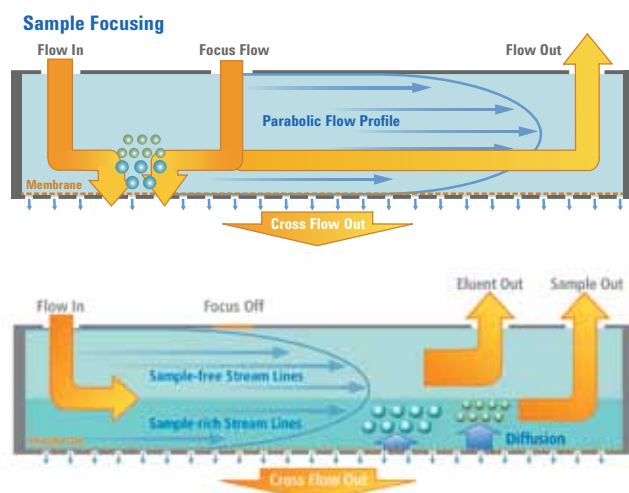 Sample Focusing
Flow In
Focus Flow
Flow Out
Parabolic Flow Profile
Membrane
Cross Flow Out
Eluent Out
Sample Out
Flow In
Focus Off
Sample-free Stream Lines
Sample-rich Stream Lines
Diffusion
Cross Flow Out